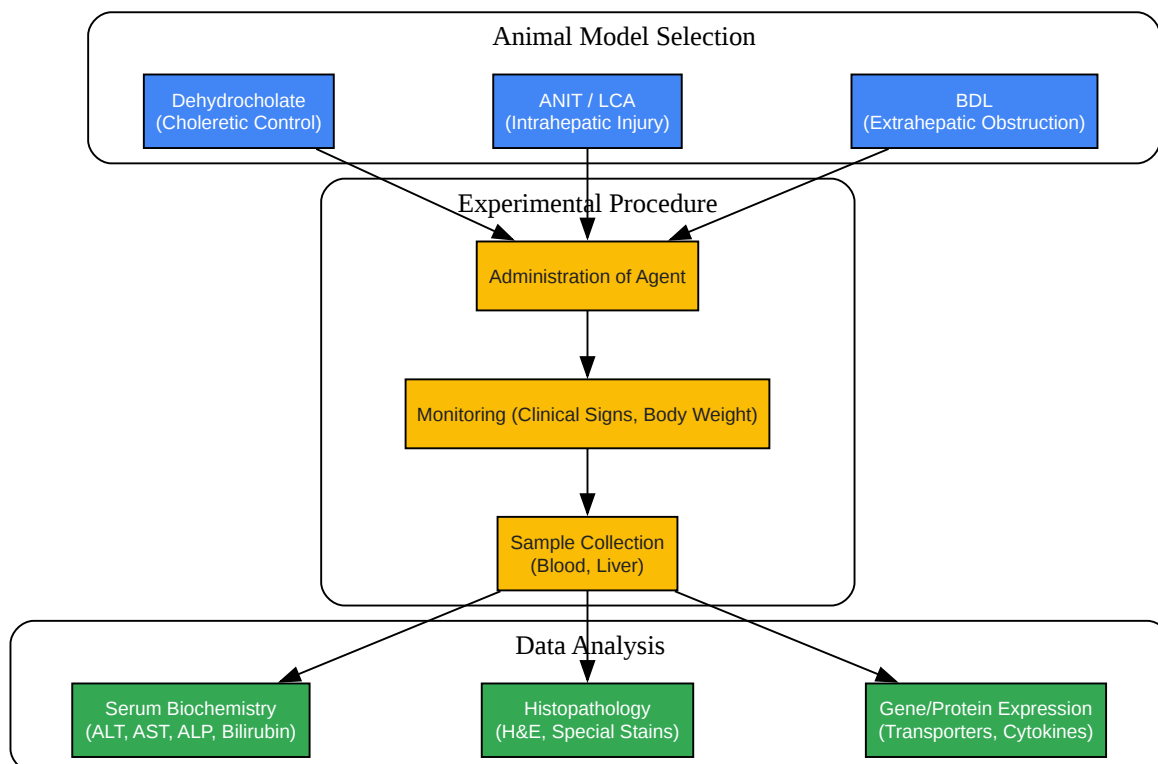 Animal Model Selection
Dehydrocholate
(Choleretic Control)
ANIT / LCA
(Intrahepatic Injury)
BDL
(Extrahepatic Obstruction)
Experimental Procedure
Administration of Agent
Monitoring (Clinical Signs, Body Weight)
Sample Collection
(Blood, Liver)
Data Analysis
Serum Biochemistry
(ALT, AST, ALP, Bilirubin)
Histopathology
(H&E, Special Stains)
Gene/Protein Expression
(Transporters, Cytokines)